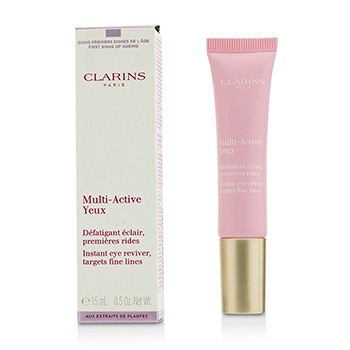 SOINS PREMIERS SIGNES DE L'ÂGE
FIRST SIGNS OF AGEING
CLARINS
PARIS
Multi-Active
Yeux
Défatigant éclair,
premières rides
Instant eye reviver,
targets fine lines
15 mL 0.5 Oz. Net Wt.
AUX EXTRAITS DE PLANTES
CLARINS
PARIS
Multi-Active
Yeux
Défatigant éclair,
premières rides
Instant eye reviver
targets fine lines